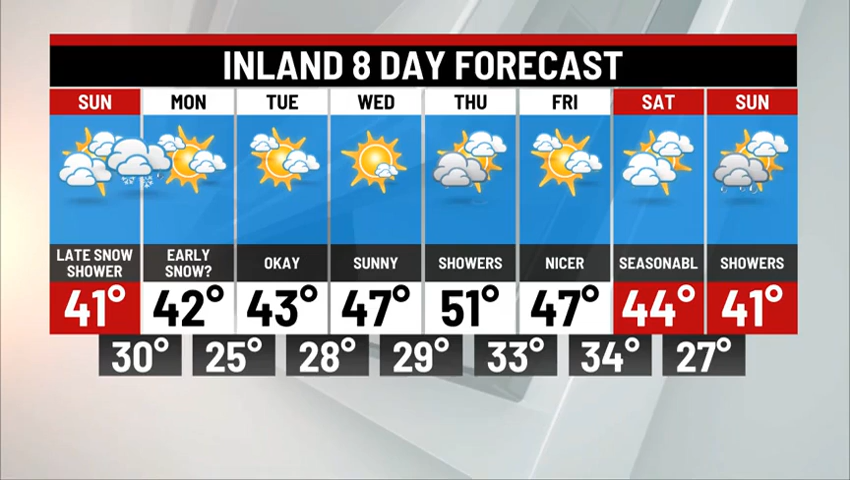 INLAND 8 DAY FORECAST
SUN MON TUE WED THU FRI SAT SUN
LATE SNOW SHOWER
EARLY SNOW?
OKAY
SUNNY
SHOWERS
NICER
SEASONABL
SHOWERS
41° 42° 43° 47° 51° 47° 44° 41°
30° 25° 28° 29° 33° 34° 27°